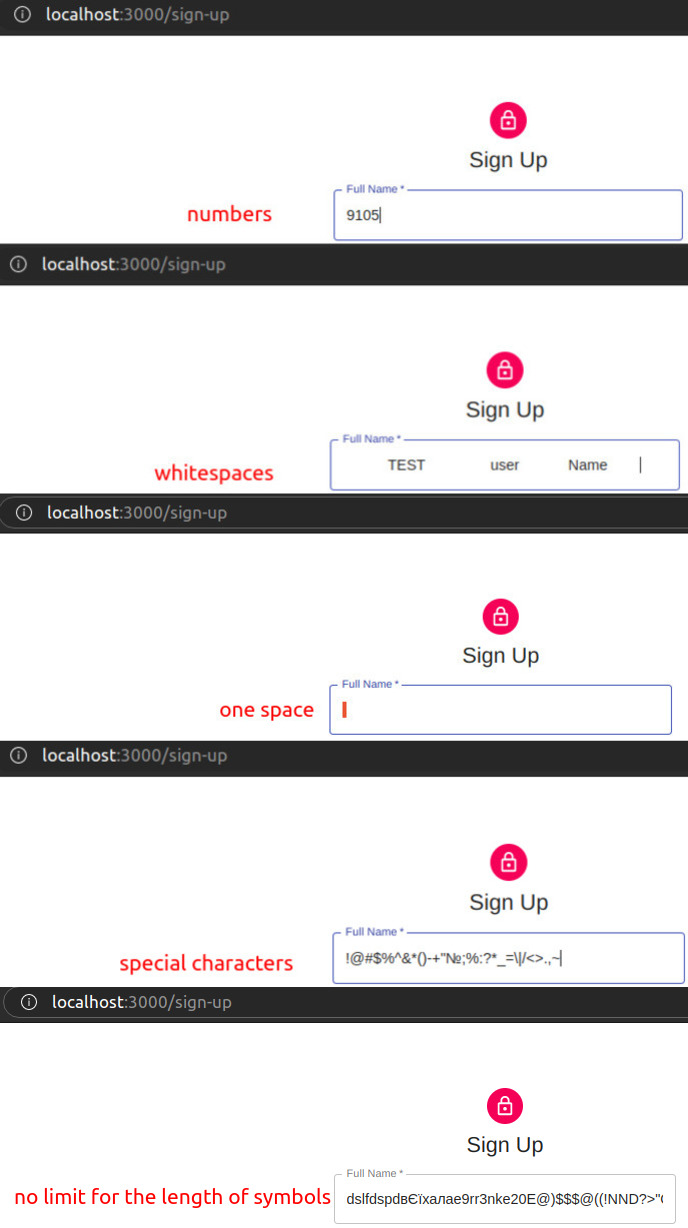 localhost:3000/sign-up
Sign Up
Full Name *
numbers
9105
localhost:3000/sign-up
Sign Up
Full Name *
whitespaces
TEST user Name
localhost:3000/sign-up
Sign Up
Full Name *
one space
localhost:3000/sign-up
Sign Up
Full Name *
special characters
!@#$%^&*()-+"№;%:?*_=\|/<>.,~
localhost:3000/sign-up
Sign Up
Full Name *
no limit for the length of symbols
dslfdspdвЄїхалае9rr3nke20E@)$$$@((!NND?>"